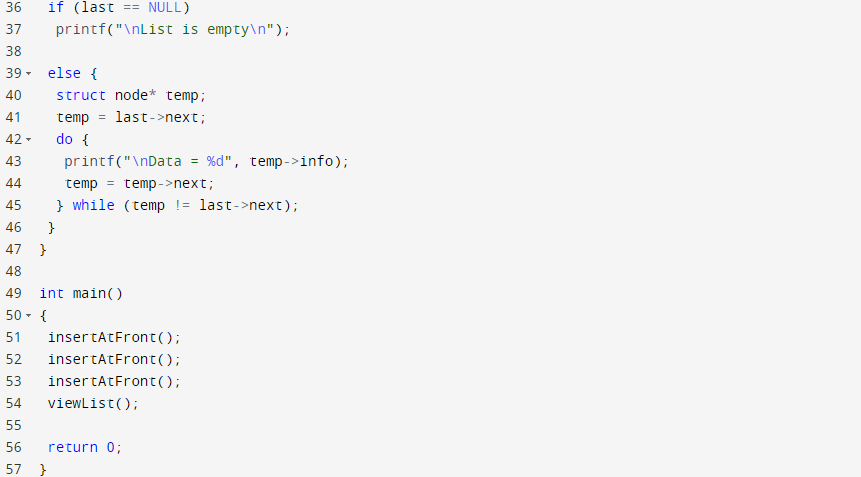 36 if (last == NULL)
37 printf("\nList is empty\n");
38
39 else {
40 struct node* temp;
41 temp = last->next;
42 do {
43 printf("\nData = %d", temp->info);
44 temp = temp->next;
45 } while (temp != last->next);
46 }
47 }
48
49 int main()
50 {
51 insertAtFront();
52 insertAtFront();
53 insertAtFront();
54 viewList();
55
56 return 0;
57 }